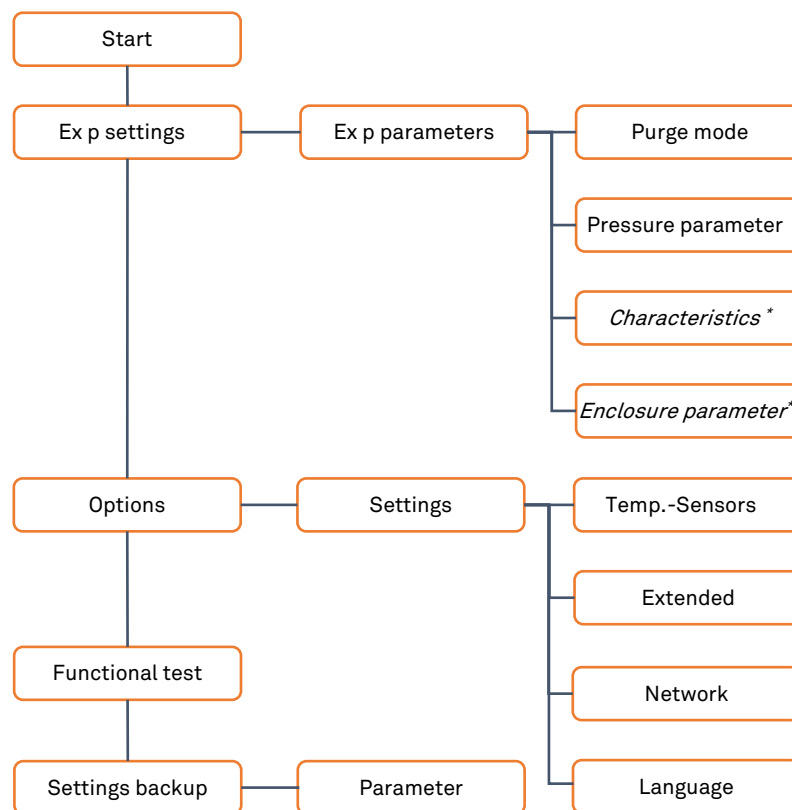 Start
Ex p settings
Ex p parameters
Purge mode
Pressure parameter
Characteristics *
Enclosure parameter*
Options
Settings
Temp.-Sensors
Extended
Functional test
Network
Settings backup
Parameter
Language